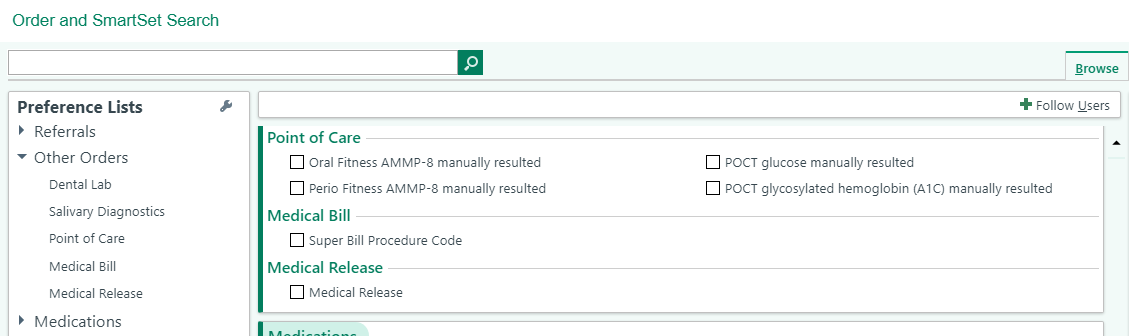 Order and SmartSet Search
Browse
Preference Lists
Referrals
Other Orders
Dental Lab
Salivary Diagnostics
Point of Care
Medical Bill
Medical Release
Medications
Follow Users
Point of Care
Oral Fitness AMMP-8 manually resulted
POCT glucose manually resulted
Perio Fitness AMMP-8 manually resulted
POCT glycosylated hemoglobin (A1C) manually resulted
Medical Bill
Super Bill Procedure Code
Medical Release
Medical Release
Medications